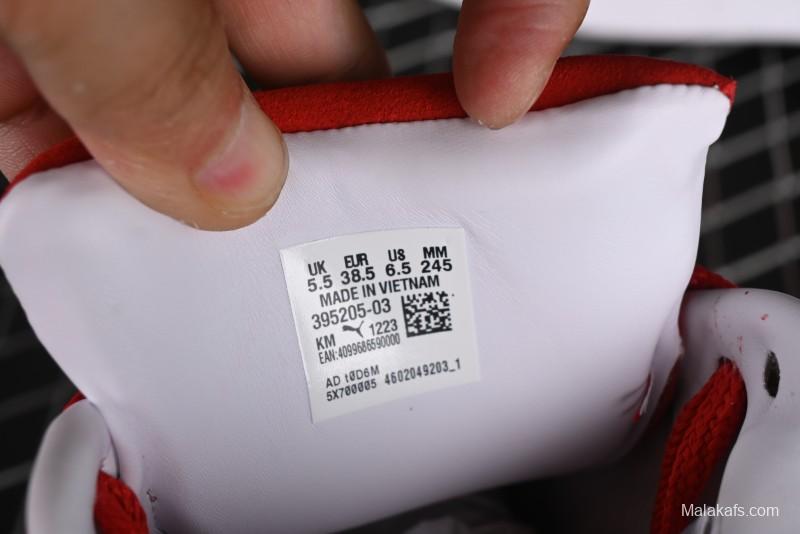 UK EUR US MM
5.5 38.5 6.5 245
MADE IN VIETNAM
395205-03
KM 1223
EAN:4099686590000
AD t0D6M
5X700005 4602049203_1
Malakafs.com